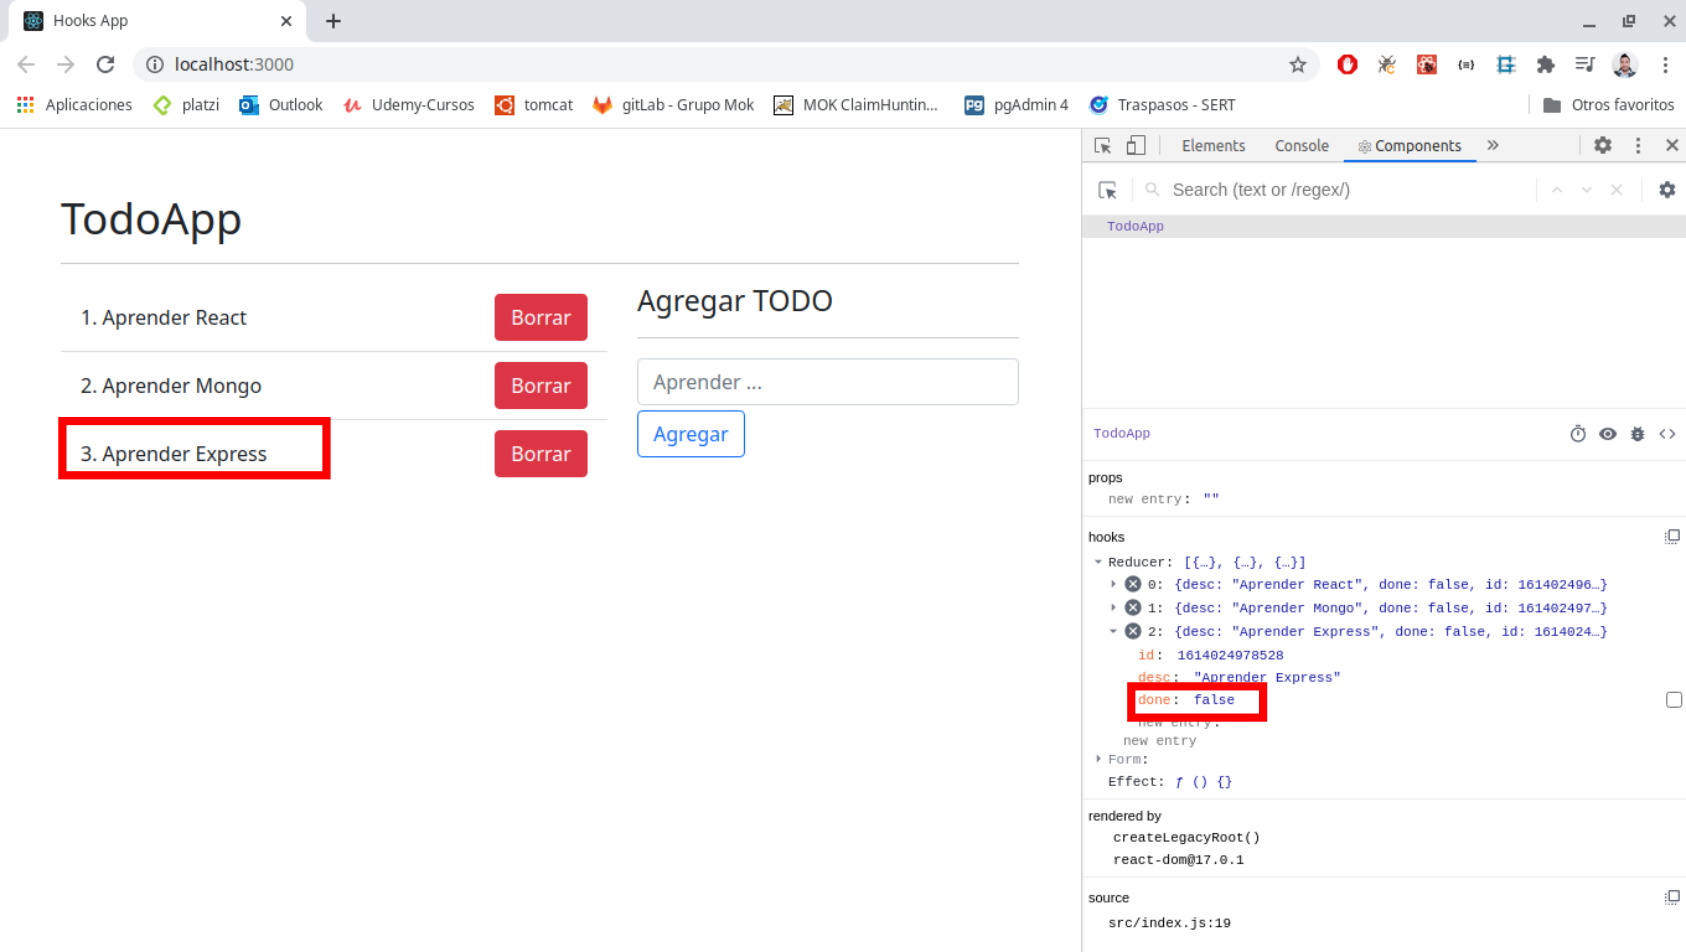 Hooks App
localhost:3000
Aplicaciones
platzi
Outlook
Udemy-Cursos
tomcat
gitLab - Grupo Mok
MOK ClaimHuntin...
pgAdmin 4
Traspasos - SERT
Otros favoritos
TodoApp
1. Aprender React
Borrar
2. Aprender Mongo
Borrar
3. Aprender Express
Borrar
Agregar TODO
Aprender ...
Agregar
Elements
Console
Components
Search (text or /regex/)
TodoApp
TodoApp
props
new entry: ""
hooks
Reducer: [{…}, {…}, {…}]
0: {desc: "Aprender React", done: false, id: 161402496…}
1: {desc: "Aprender Mongo", done: false, id: 161402497…}
2: {desc: "Aprender Express", done: false, id: 1614024…}
id: 1614024978528
desc: "Aprender Express"
done: false
new entry:
new entry
Form:
Effect: ƒ () {}
rendered by
createLegacyRoot()
react-dom@17.0.1
source
src/index.js:19